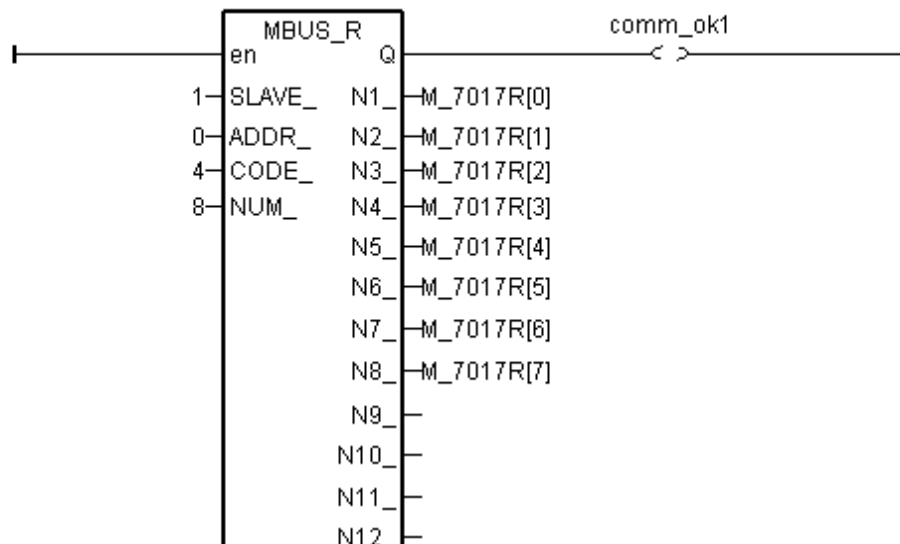 MBUS_R comm_ok1
en Q
1 SLAVE_ N1_ M_7017R[0]
0 ADDR_ N2_ M_7017R[1]
4 CODE_ N3_ M_7017R[2]
8 NUM_ N4_ M_7017R[3]
N5_ M_7017R[4]
N6_ M_7017R[5]
N7_ M_7017R[6]
N8_ M_7017R[7]
N9_
N10_
N11_
N12_